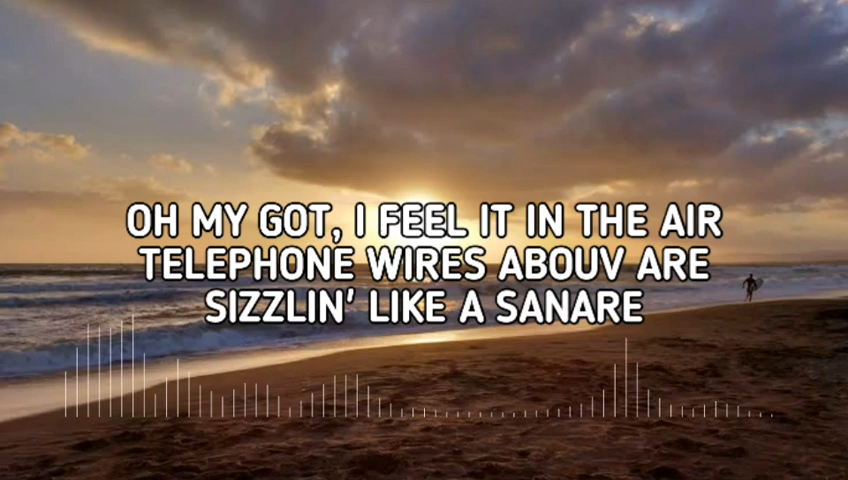 OH MY GOT, I FEEL IT IN THE AIR
TELEPHONE WIRES ABOUV ARE
SIZZLIN' LIKE A SANARE